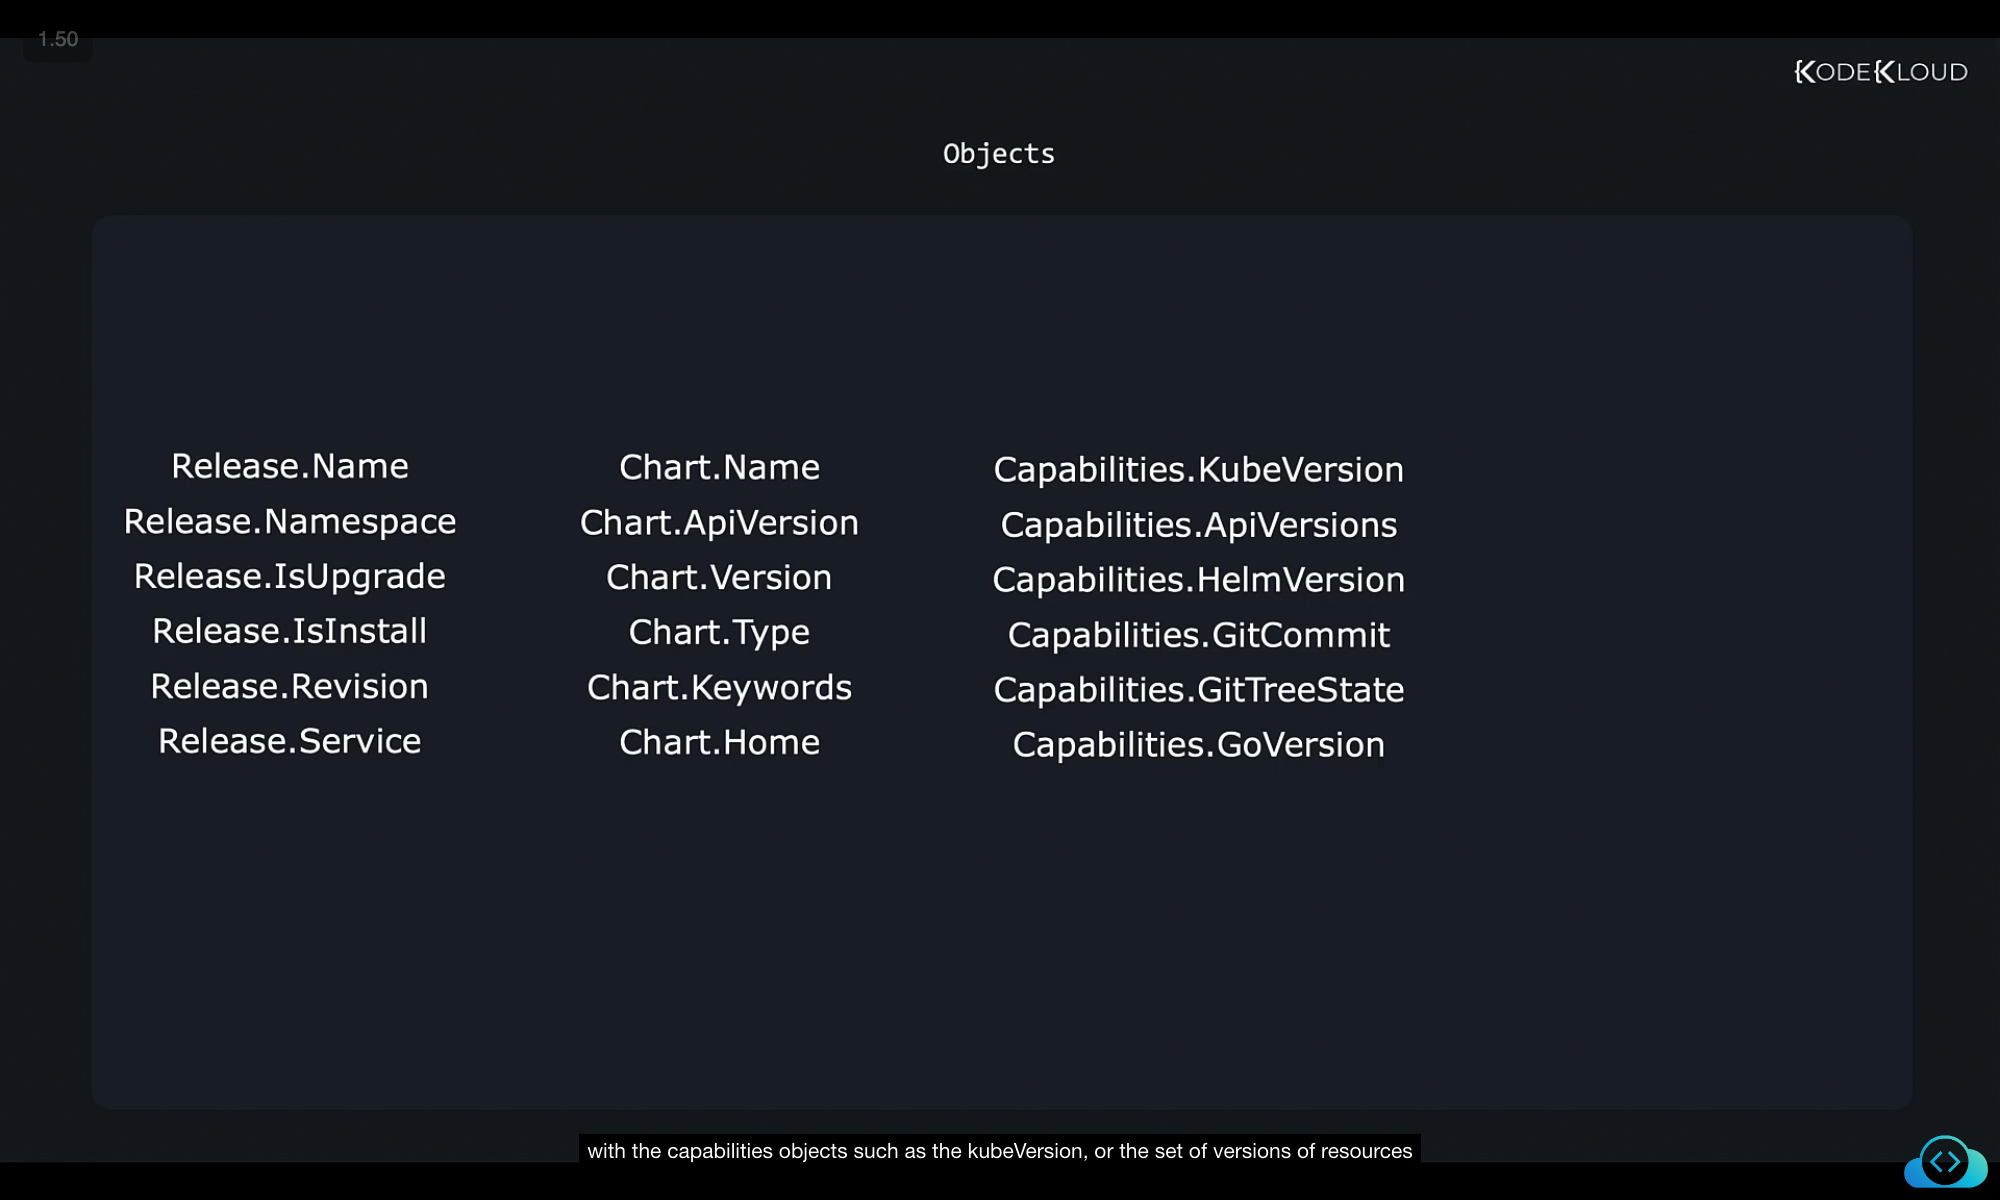 1.50
KODEKLOUD
Objects
Release.Name
Release.Namespace
Release.IsUpgrade
Release.IsInstall
Release.Revision
Release.Service
Chart.Name
Chart.ApiVersion
Chart.Version
Chart.Type
Chart.Keywords
Chart.Home
Capabilities.KubeVersion
Capabilities.ApiVersions
Capabilities.HelmVersion
Capabilities.GitCommit
Capabilities.GitTreeState
Capabilities.GoVersion
with the capabilities objects such as the kubeVersion, or the set of versions of resources